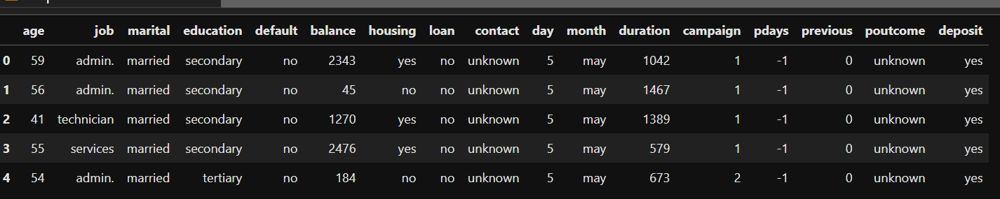 age job marital education default balance housing loan contact day month duration campaign pdays previous poutcome deposit
0 59 admin. married secondary no 2343 yes no unknown 5 may 1042 1 -1 0 unknown yes
1 56 admin. married secondary no 45 no no unknown 5 may 1467 1 -1 0 unknown yes
2 41 technician married secondary no 1270 yes no unknown 5 may 1389 1 -1 0 unknown yes
3 55 services married secondary no 2476 yes no unknown 5 may 579 1 -1 0 unknown yes
4 54 admin. married tertiary no 184 no no unknown 5 may 673 2 -1 0 unknown yes